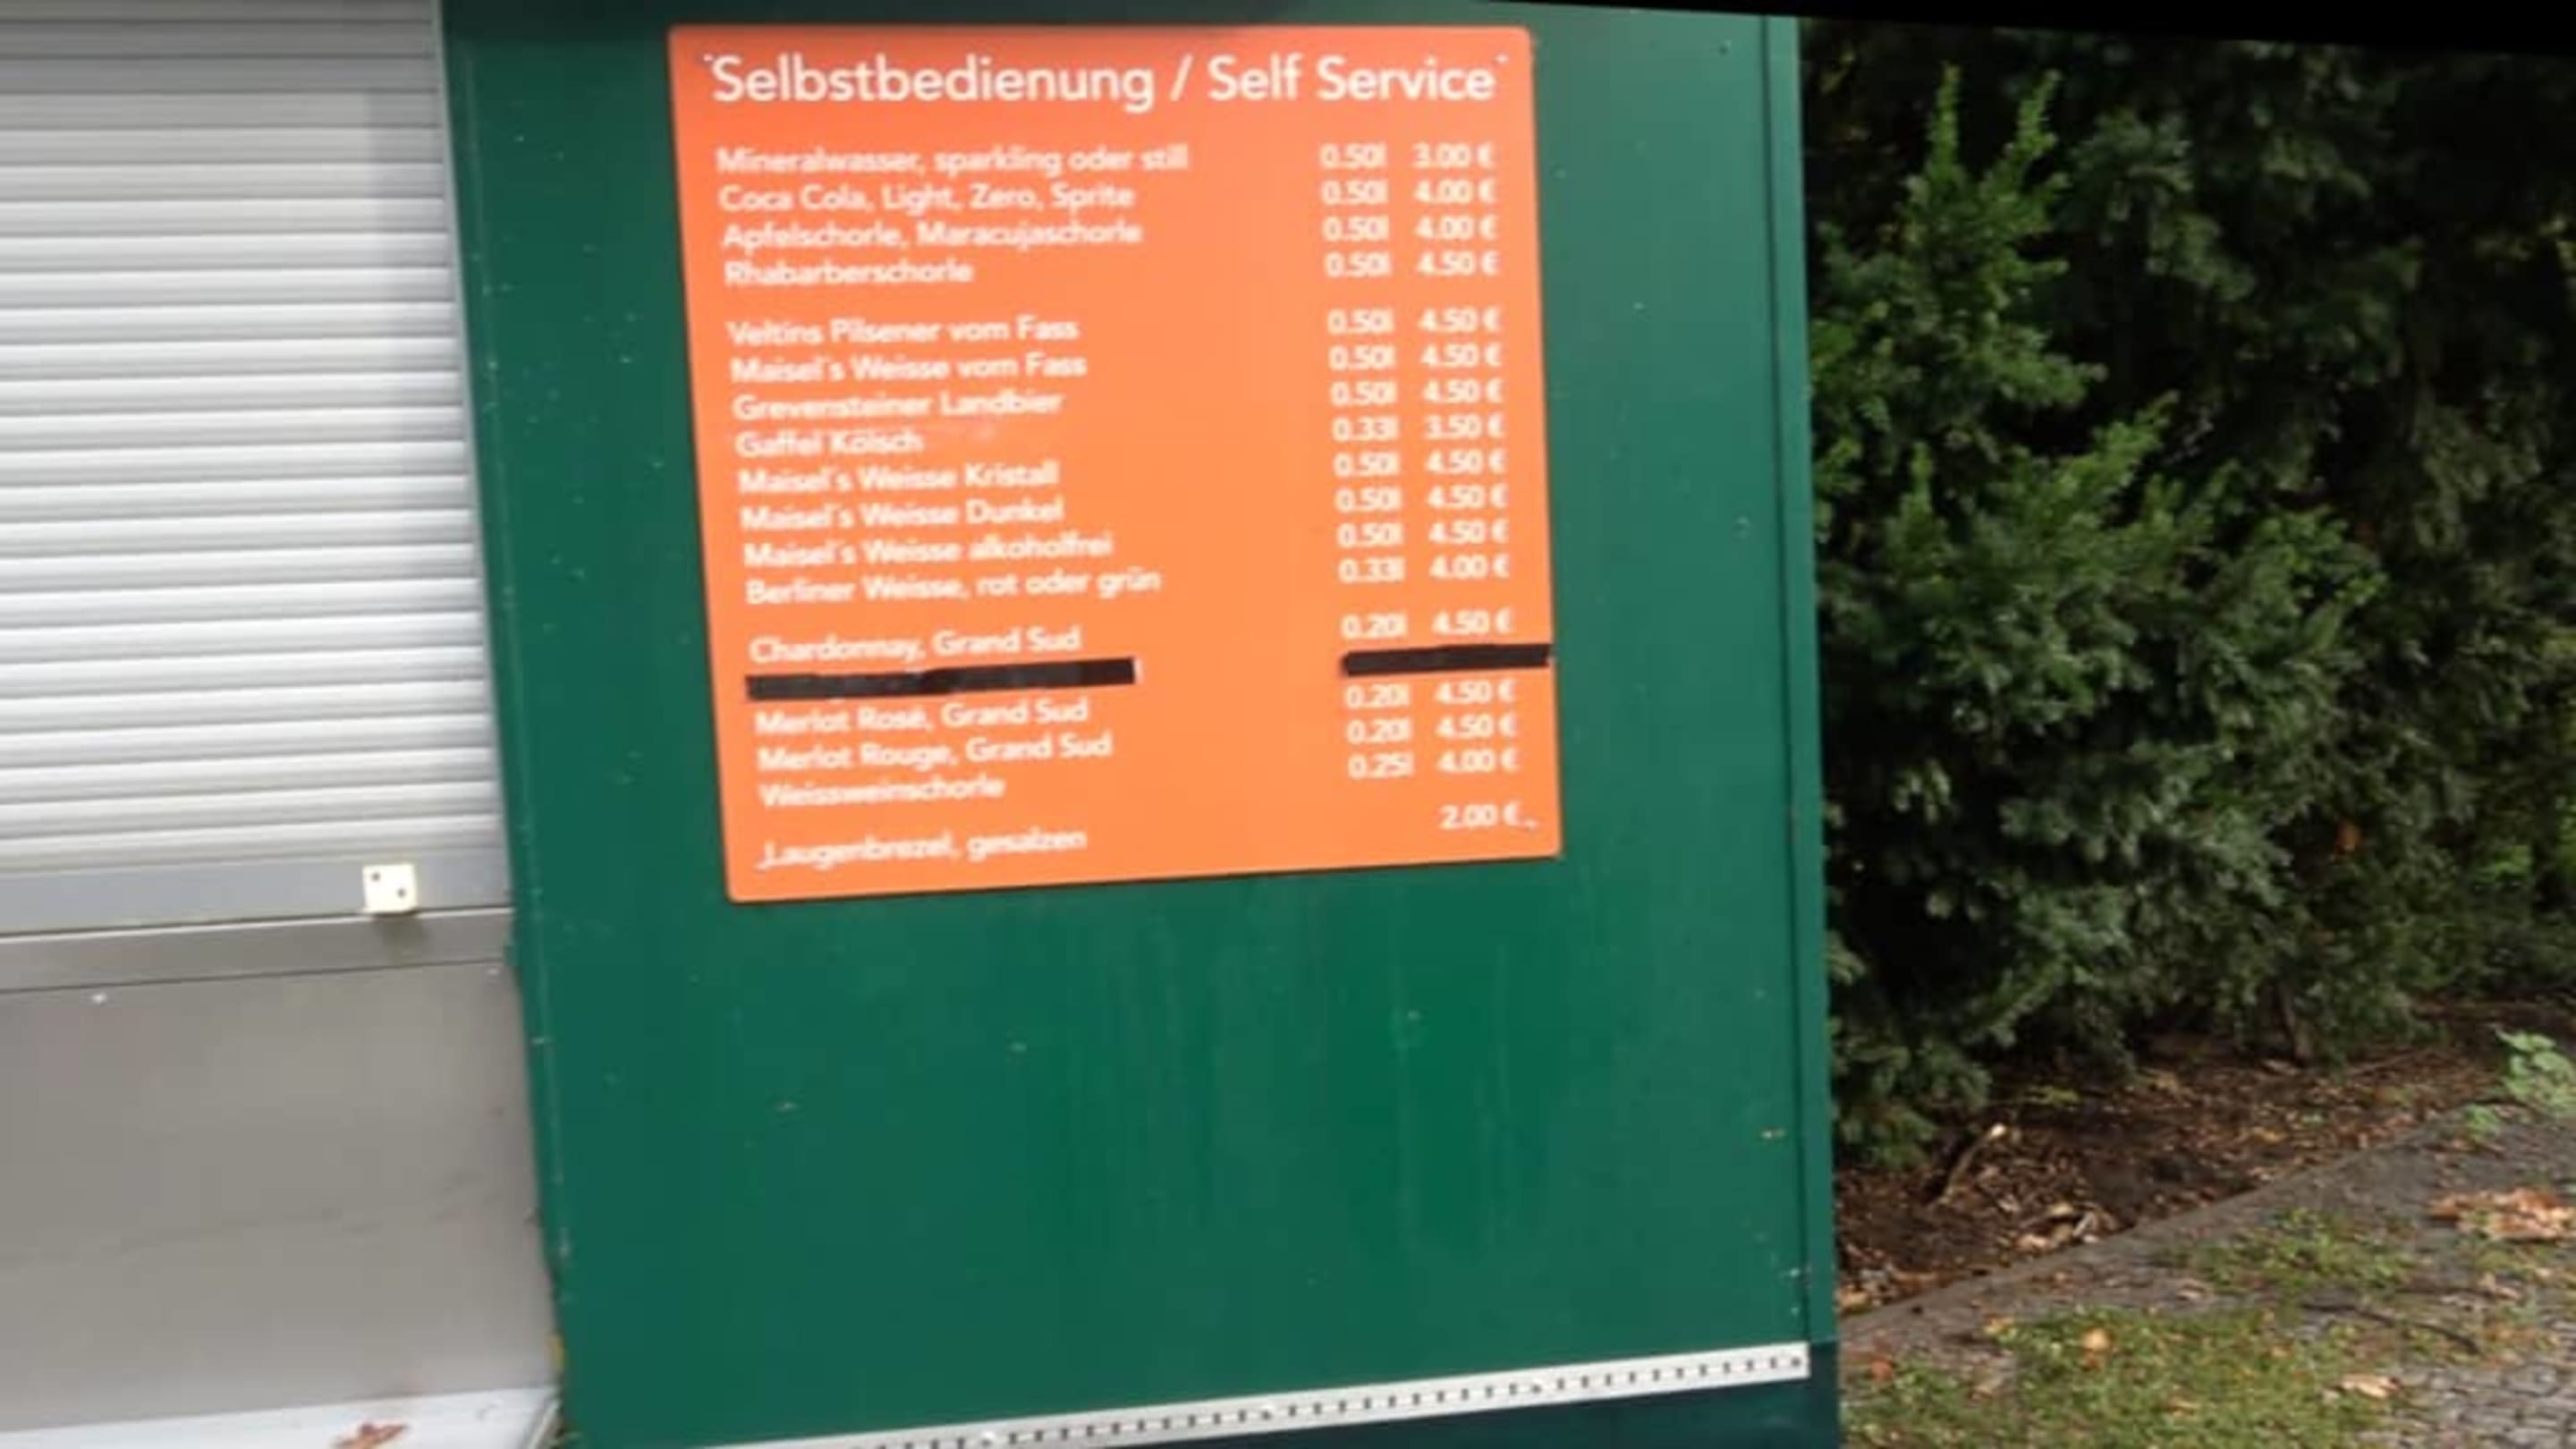 Selbstbedienung / Self Service
Mineralwasser, sparkling oder still 0.50l 3.00 €
Coca Cola, Light, Zero, Sprite 0.50l 4.00 €
Apfelschorle, Maracujaschorle 0.50l 4.00 €
Rhabarberschorle 0.50l 4.50 €
Veltins Pilsener vom Fass 0.50l 4.50 €
Maisel's Weisse vom Fass 0.50l 4.50 €
Grevensteiner Landbier 0.50l 4.50 €
Gaffel Kölsch 0.33l 3.50 €
Maisel's Weisse Kristall 0.50l 4.50 €
Maisel's Weisse Dunkel 0.50l 4.50 €
Maisel's Weisse alkoholfrei 0.50l 4.50 €
Berliner Weisse, rot oder grün 0.33l 4.00 €
Chardonnay, Grand Sud 0.20l 4.50 €
Merlot Rosé, Grand Sud 0.20l 4.50 €
Merlot Rouge, Grand Sud 0.20l 4.50 €
Weissweinschorle 0.25l 4.00 €
Laugenbrezel, gesalzen 2.00 €